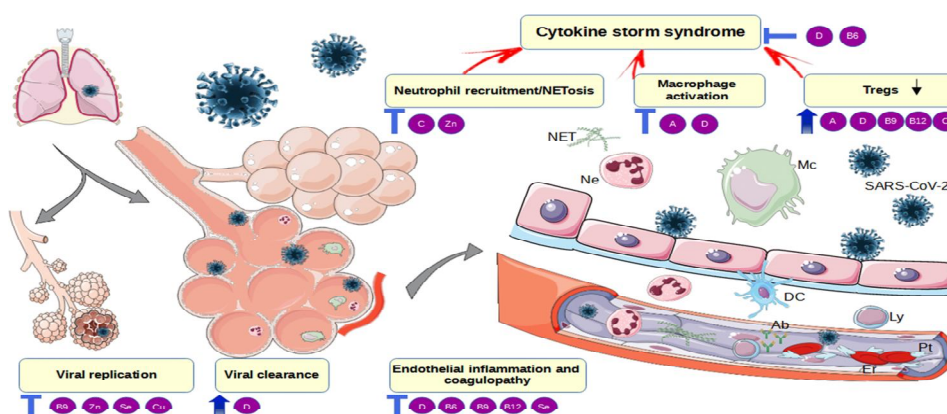 Cytokine storm syndrome
D B6
Neutrophil recruitment/NETosis
Macrophage
activation
Tregs
C Zn
A D
A D B9 B12
NET
Ne
Mc
SARS-CoV-2
DC
Ly
Ab
Pt
Er
Viral replication
Viral clearance
Endothelial inflammation and
coagulopathy
B9 Zn Se Cu
D
D B6 B9 B12 Se